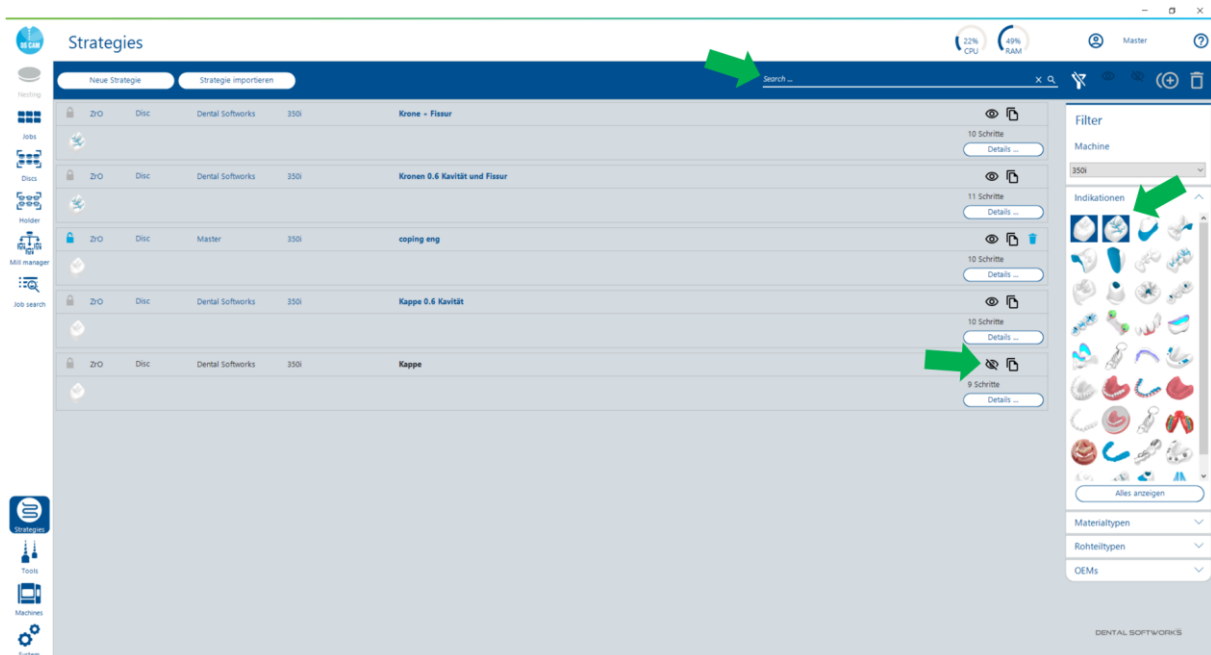 DS CAM
Strategies
22%
CPU
49%
RAM
Master
Nesting
Neue Strategie
Strategie importieren
Search ...
Jobs
Discs
Holder
Mill manager
Job search
ZrO Disc Dental Softworks 350i Krone + Fissur
10 Schritte
Details ...
ZrO Disc Dental Softworks 350i Kronen 0.6 Kavität und Fissur
11 Schritte
Details ...
ZrO Disc Master 350i coping eng
10 Schritte
Details ...
ZrO Disc Dental Softworks 350i Kappe 0.6 Kavität
10 Schritte
Details ...
ZrO Disc Dental Softworks 350i Kappe
9 Schritte
Details ...
Filter
Machine
350i
Indikationen
Alles anzeigen
Materialtypen
Rohteiltypen
OEMs
Strategies
Tools
Machines
System
DENTAL SOFTWORKS